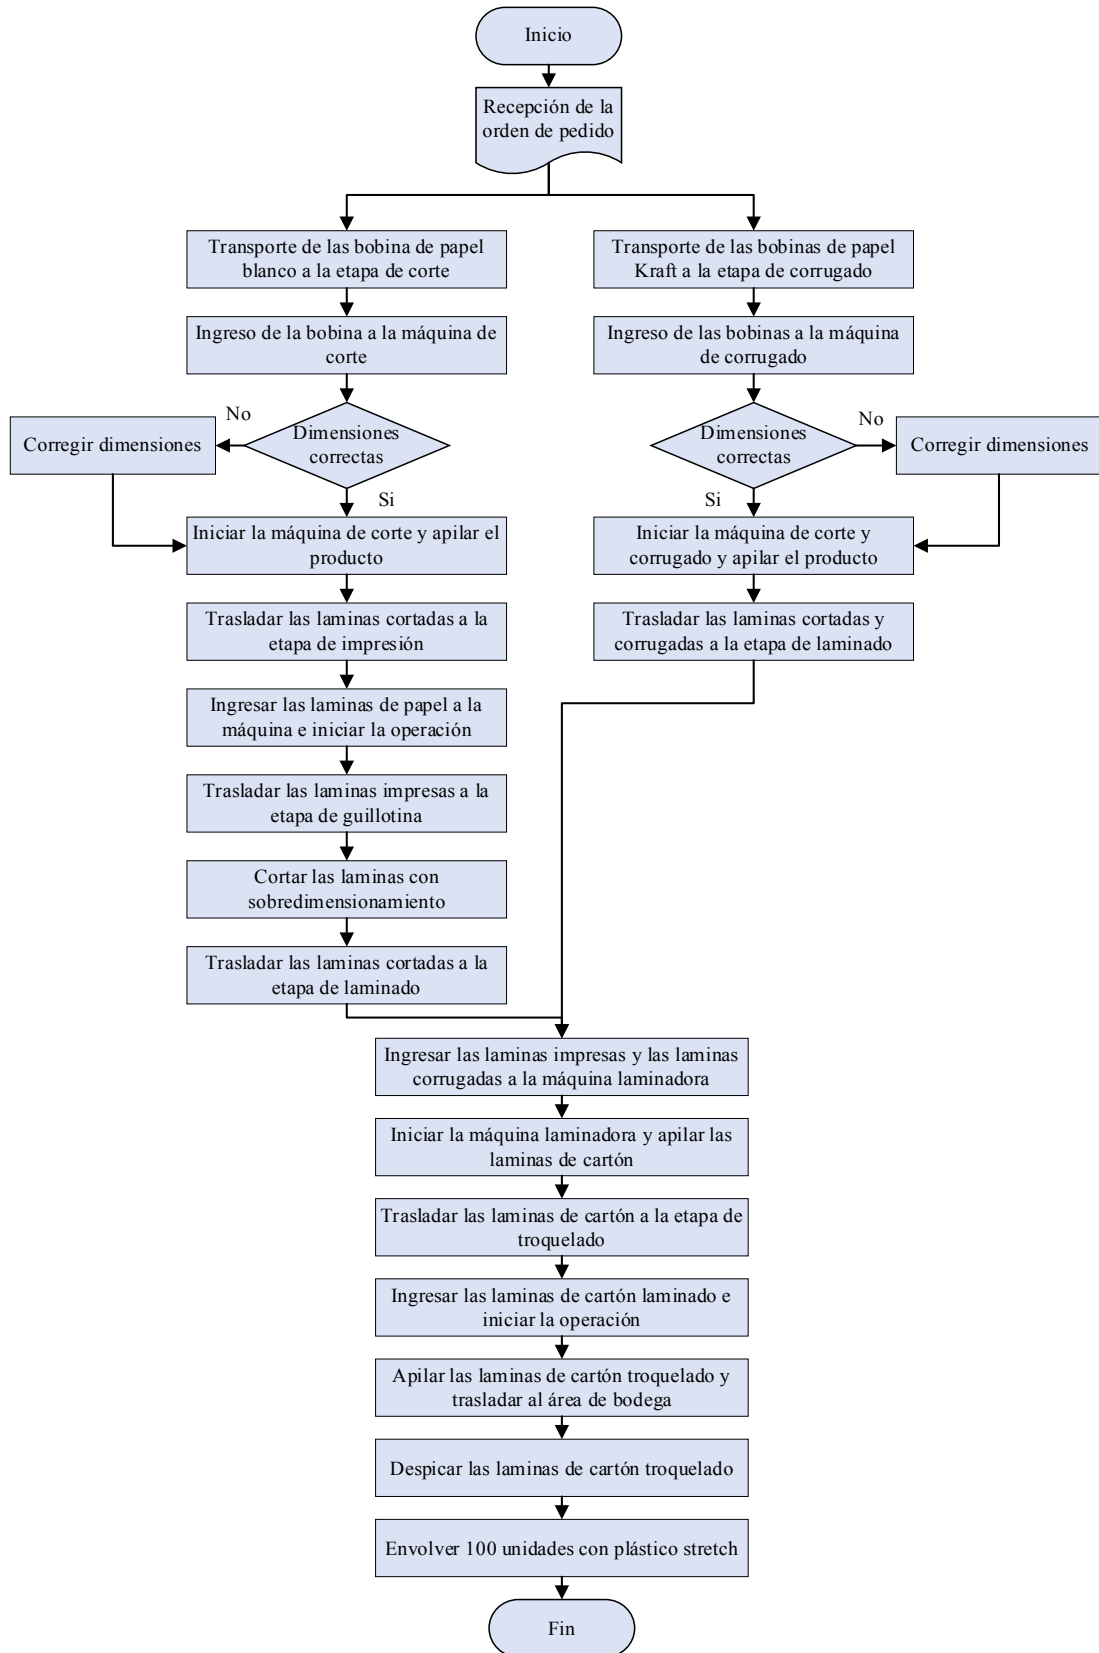 Inicio
Recepción de la
orden de pedido
Transporte de las bobina de papel
blanco a la etapa de corte
Ingreso de la bobina a la máquina de
corte
Dimensiones
correctas
No
Corregir dimensiones
Si
Iniciar la máquina de corte y apilar el
producto
Trasladar las laminas cortadas a la
etapa de impresión
Ingresar las laminas de papel a la
máquina e iniciar la operación
Trasladar las laminas impresas a la
etapa de guillotina
Cortar las laminas con
sobredimensionamiento
Trasladar las laminas cortadas a la
etapa de laminado
Transporte de las bobinas de papel
Kraft a la etapa de corrugado
Ingreso de las bobinas a la máquina
de corrugado
Dimensiones
correctas
No
Corregir dimensiones
Si
Iniciar la máquina de corte y
corrugado y apilar el producto
Trasladar las laminas cortadas y
corrugadas a la etapa de laminado
Ingresar las laminas impresas y las laminas
corrugadas a la máquina laminadora
Iniciar la máquina laminadora y apilar las
laminas de cartón
Trasladar las laminas de cartón a la etapa de
troquelado
Ingresar las laminas de cartón laminado e
iniciar la operación
Apilar las laminas de cartón troquelado y
trasladar al área de bodega
Despicar las laminas de cartón troquelado
Envolver 100 unidades con plástico stretch
Fin